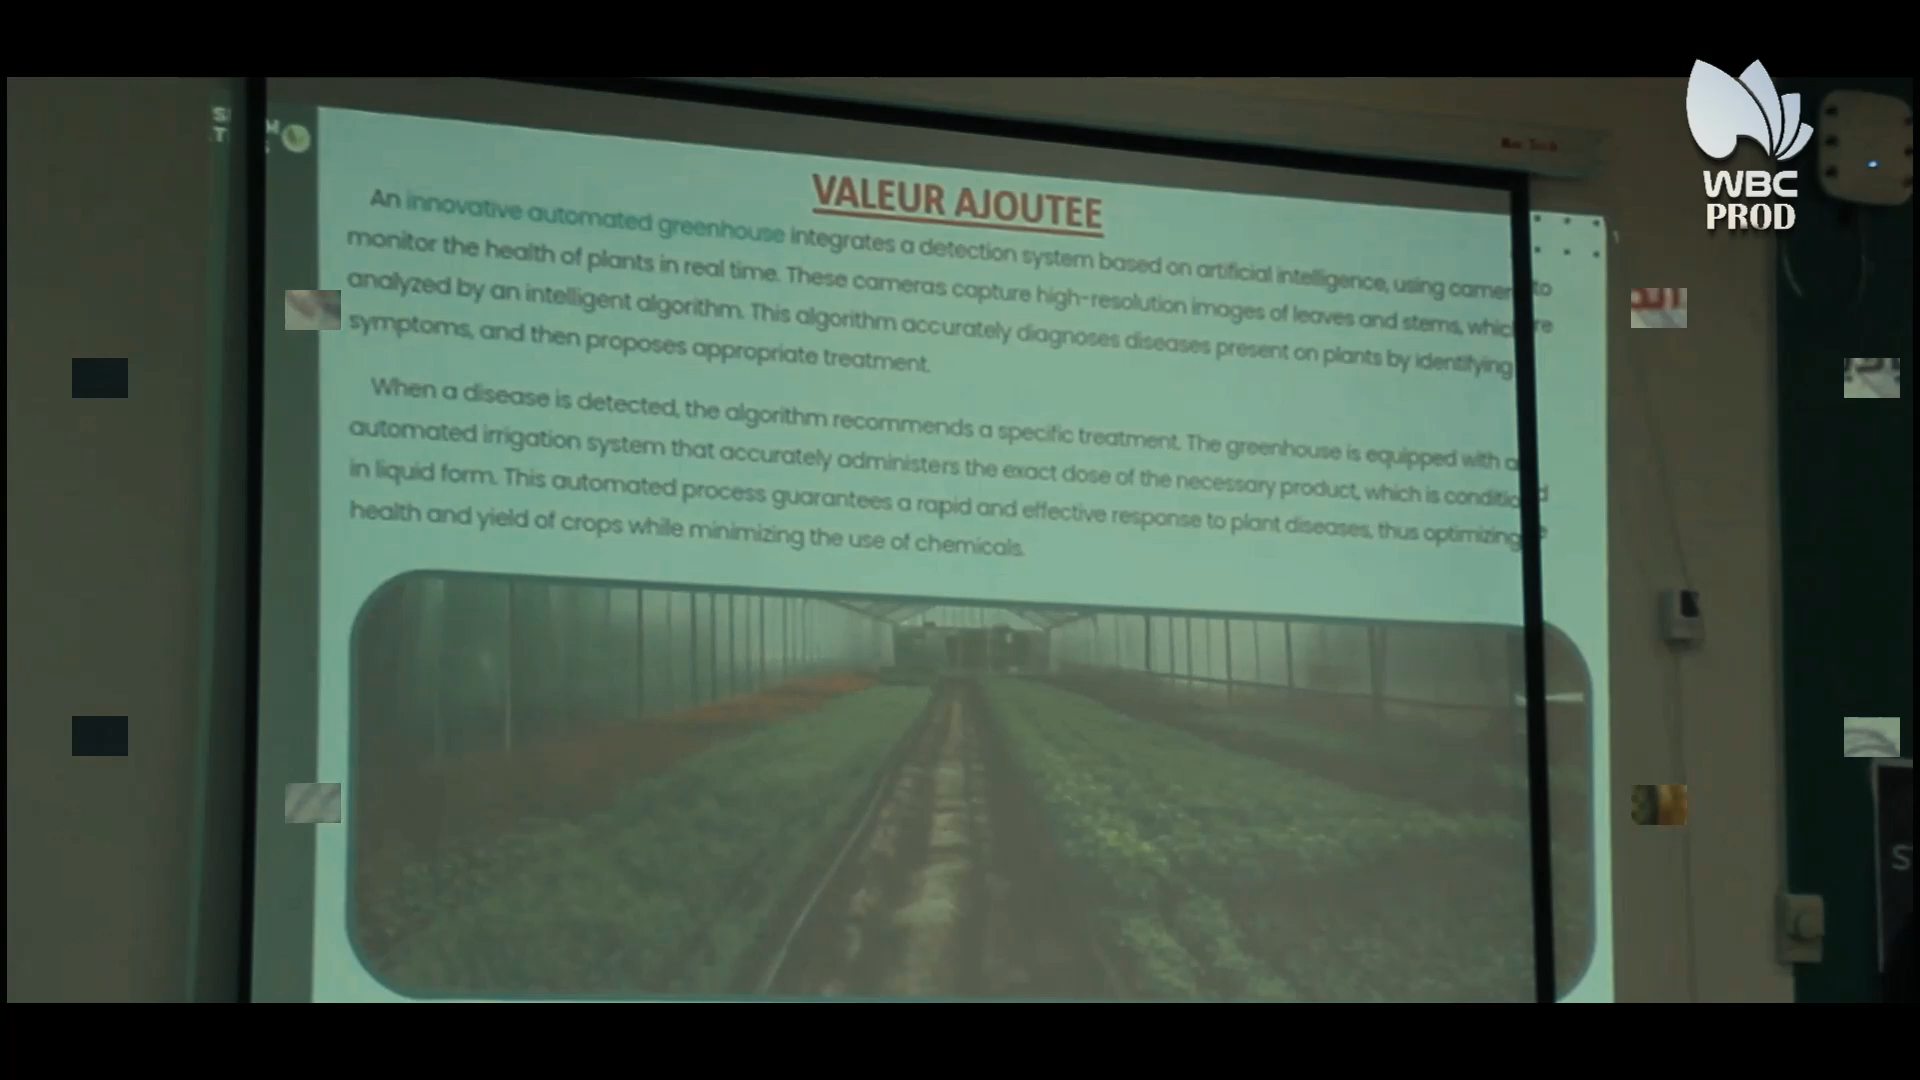 WBC
PROD
VALEUR AJOUTEE
An innovative automated greenhouse integrates a detection system based on artificial intelligence, using to
monitor the health of plants in real time. These cameras capture high-resolution images of leaves and stems,
analyzed by an intelligent algorithm. This algorithm accurately diagnoses diseases present on plants by identifying
symptoms, and then proposes appropriate treatment.
When a disease is detected, the algorithm recommends a specific treatment. The greenhouse is equipped with
automated irrigation system that accurately administers the exact dose of the necessary product, which is
in liquid form. This automated process guarantees a rapid and effective response to plant diseases, thus optimizing
health and yield of crops while minimizing the use of chemicals.